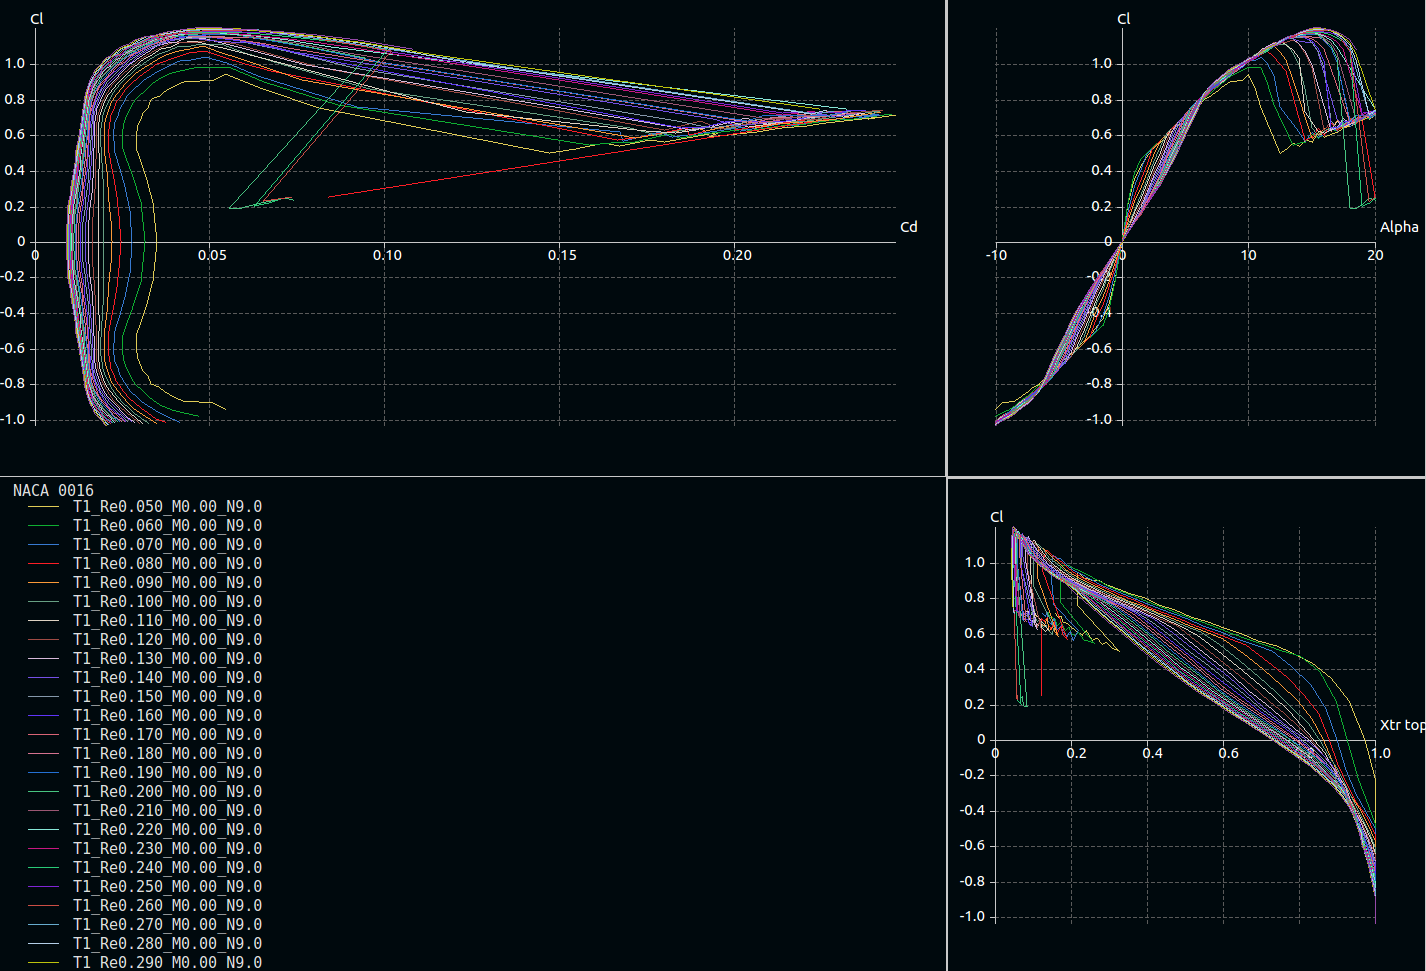 Cl
1.0
0.8
0.6
0.4
0.2
0
-0.2
-0.4
-0.6
-0.8
-1.0
0 0.05 0.10 0.15 0.20
Cd
Cl
1.0
0.8
0.6
0.4
0.2
0
-0.2
-0.4
-0.6
-0.8
-1.0
-10 0 10 20
Alpha
NACA 0016
T1_Re0.050_M0.00_N9.0
T1_Re0.060_M0.00_N9.0
T1_Re0.070_M0.00_N9.0
T1_Re0.080_M0.00_N9.0
T1_Re0.090_M0.00_N9.0
T1_Re0.100_M0.00_N9.0
T1_Re0.110_M0.00_N9.0
T1_Re0.120_M0.00_N9.0
T1_Re0.130_M0.00_N9.0
T1_Re0.140_M0.00_N9.0
T1_Re0.150_M0.00_N9.0
T1_Re0.160_M0.00_N9.0
T1_Re0.170_M0.00_N9.0
T1_Re0.180_M0.00_N9.0
T1_Re0.190_M0.00_N9.0
T1_Re0.200_M0.00_N9.0
T1_Re0.210_M0.00_N9.0
T1_Re0.220_M0.00_N9.0
T1_Re0.230_M0.00_N9.0
T1_Re0.240_M0.00_N9.0
T1_Re0.250_M0.00_N9.0
T1_Re0.260_M0.00_N9.0
T1_Re0.270_M0.00_N9.0
T1_Re0.280_M0.00_N9.0
T1_Re0.290_M0.00_N9.0
Cl
1.0
0.8
0.6
0.4
0.2
0
-0.2
-0.4
-0.6
-0.8
-1.0
0 0.2 0.4 0.6 0.8 1.0
Xtr top